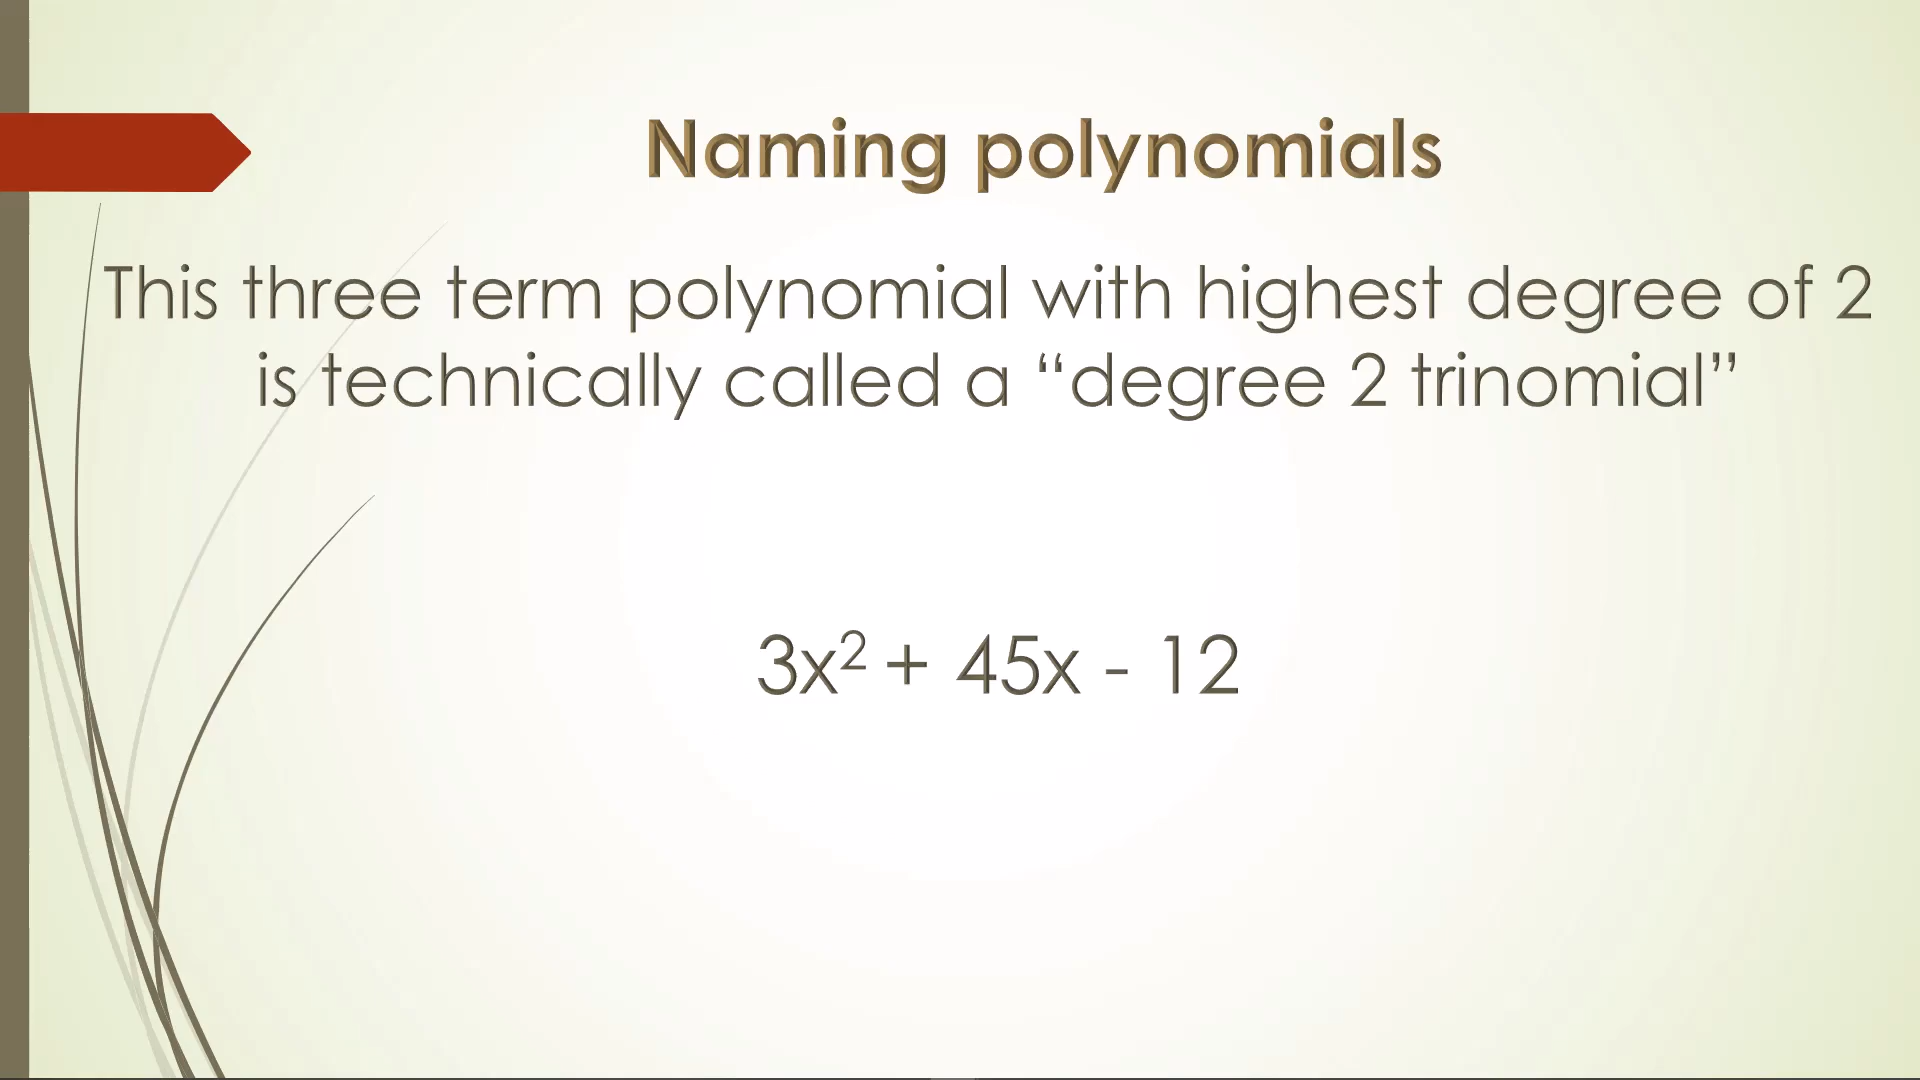 Naming polynomials
This three term polynomial with highest degree of 2
is technically called a “degree 2 trinomial”
3x² + 45x - 12